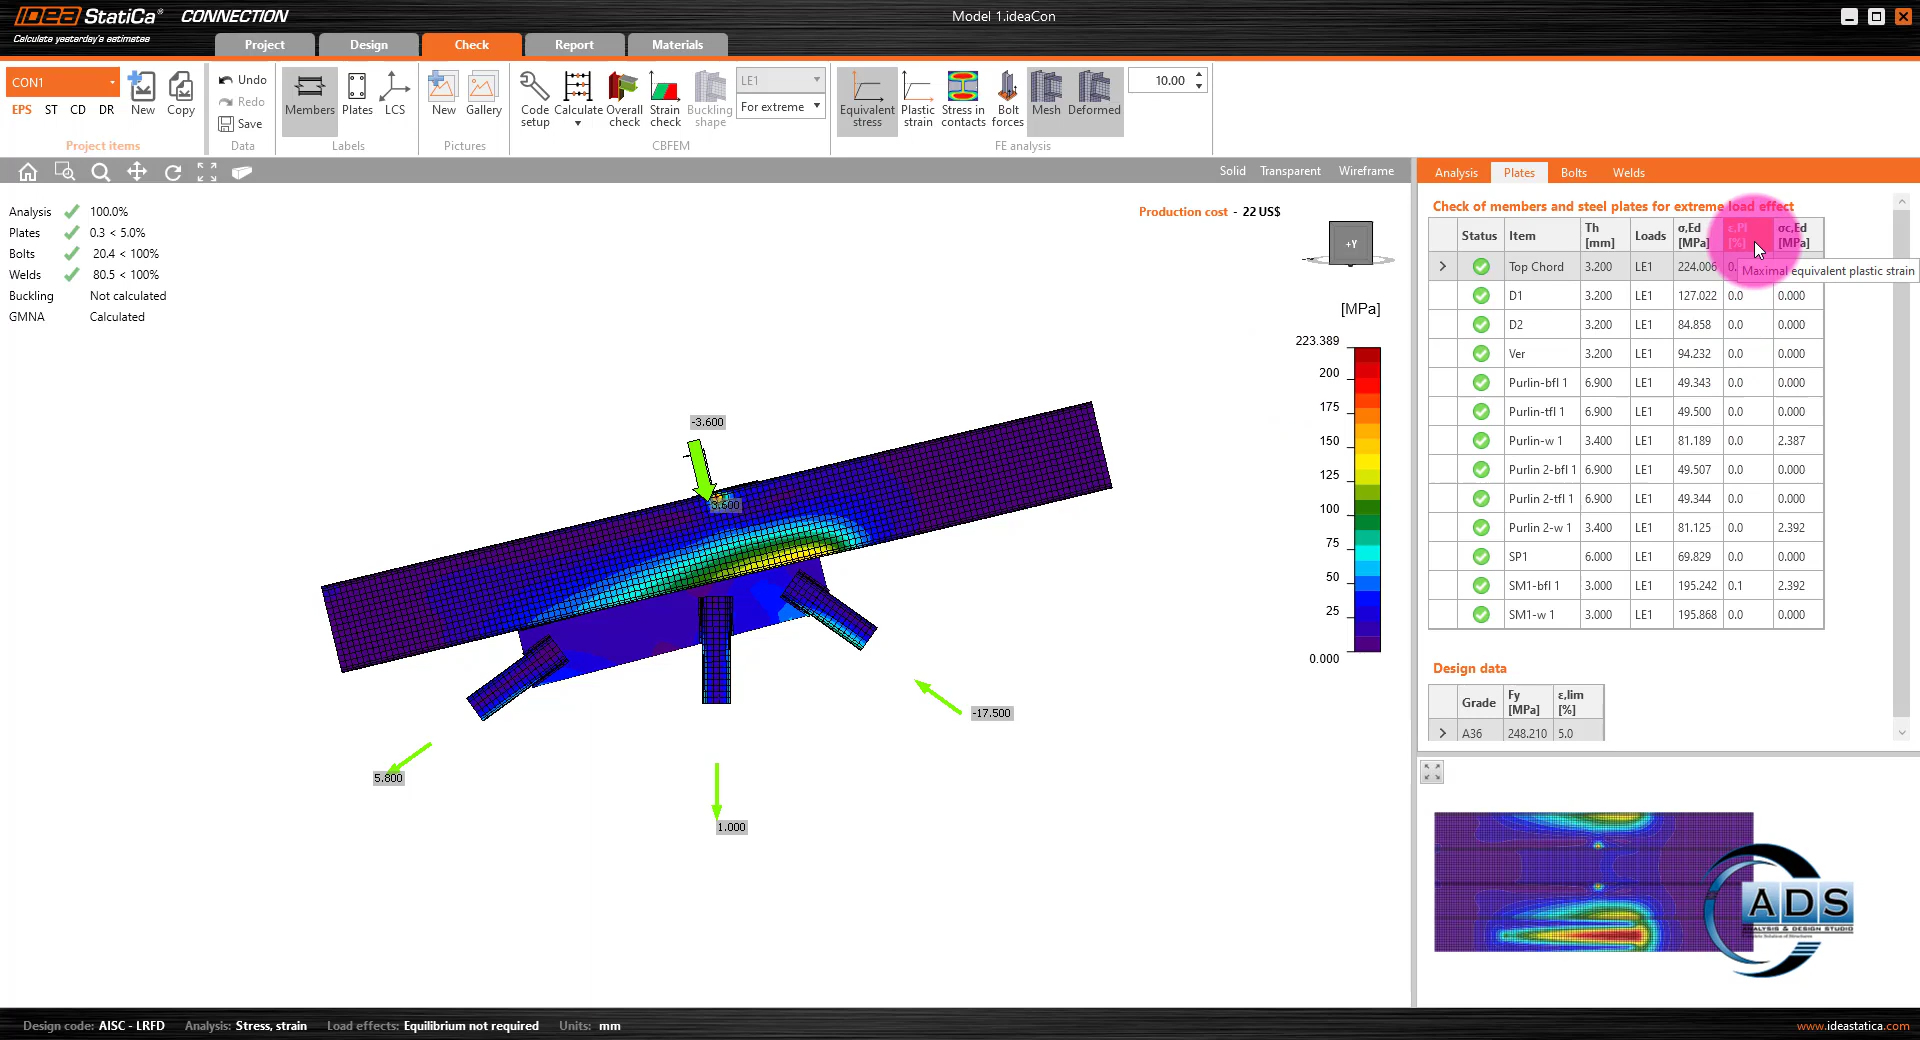 IDEA StatiCa® CONNECTION
Calculate yesterday's estimates
Model 1.ideaCon
Project Design Check Report Materials
CON1
EPS ST CD DR
New Copy
Project items
Undo
Redo
Save
Data
Members Plates LCS
Labels
New Gallery
Pictures
Code setup
Calculate
Overall check
Strain check
Buckling shape
LE1
For extreme
CBFEM
Equivalent stress
Plastic strain
Stress in contacts
Bolt forces
Mesh
Deformed
10.00
FE analysis
Solid Transparent Wireframe
Analysis 100.0%
Plates 0.3 < 5.0%
Bolts 20.4 < 100%
Welds 80.5 < 100%
Buckling Not calculated
GMNA Calculated
Production cost - 22 US$
+Y
[MPa]
223.389
200
175
150
125
100
75
50
25
0.000
-3.600
-3.600
-17.500
5.800
1.000
Analysis Plates Bolts Welds
Check of members and steel plates for extreme load effect
Status Item Th [mm] Loads σ,Ed [MPa] ε,Pl [%] σc,Ed [MPa]
Top Chord 3.200 LE1 224.006 0.
Maximal equivalent plastic strain
D1 3.200 LE1 127.022 0.0 0.000
D2 3.200 LE1 84.858 0.0 0.000
Ver 3.200 LE1 94.232 0.0 0.000
Purlin-bfl 1 6.900 LE1 49.343 0.0 0.000
Purlin-tfl 1 6.900 LE1 49.500 0.0 0.000
Purlin-w 1 3.400 LE1 81.189 0.0 2.387
Purlin 2-bfl 1 6.900 LE1 49.507 0.0 0.000
Purlin 2-tfl 1 6.900 LE1 49.344 0.0 0.000
Purlin 2-w 1 3.400 LE1 81.125 0.0 2.392
SP1 6.000 LE1 69.829 0.0 0.000
SM1-bfl 1 3.000 LE1 195.242 0.1 2.392
SM1-w 1 3.000 LE1 195.868 0.0 0.000
Design data
Grade Fy [MPa] ε,lim [%]
A36 248.210 5.0
ADS
ANALYSIS & DESIGN STUDIO
Design code: AISC - LRFD Analysis: Stress, strain Load effects: Equilibrium not required Units: mm
www.ideastatica.com